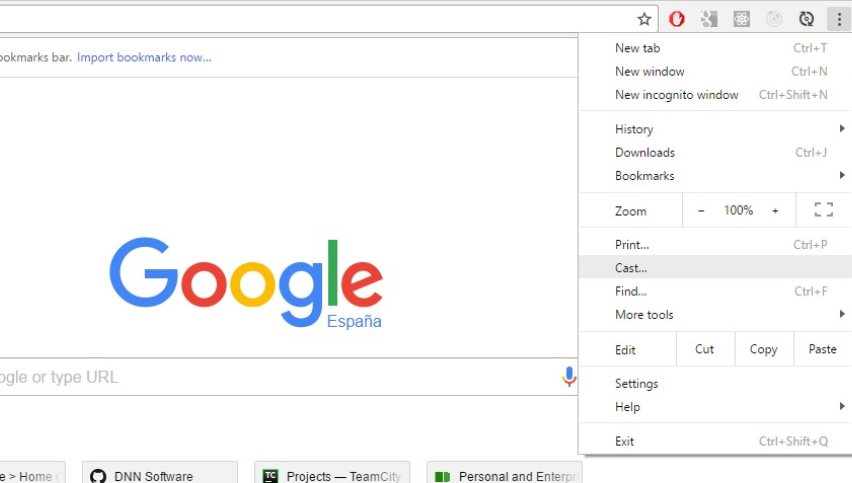 ookmarks bar. Import bookmarks now...
New tab Ctrl+T
New window Ctrl+N
New incognito window Ctrl+Shift+N
History
Downloads Ctrl+J
Bookmarks
Zoom - 100% +
Print... Ctrl+P
Cast...
Find... Ctrl+F
More tools
Edit Cut Copy Paste
Settings
Help
Exit Ctrl+Shift+Q
Google
España
ogle or type URL
e > Home
DNN Software
TC Projects — TeamCity
Personal and Enterpri